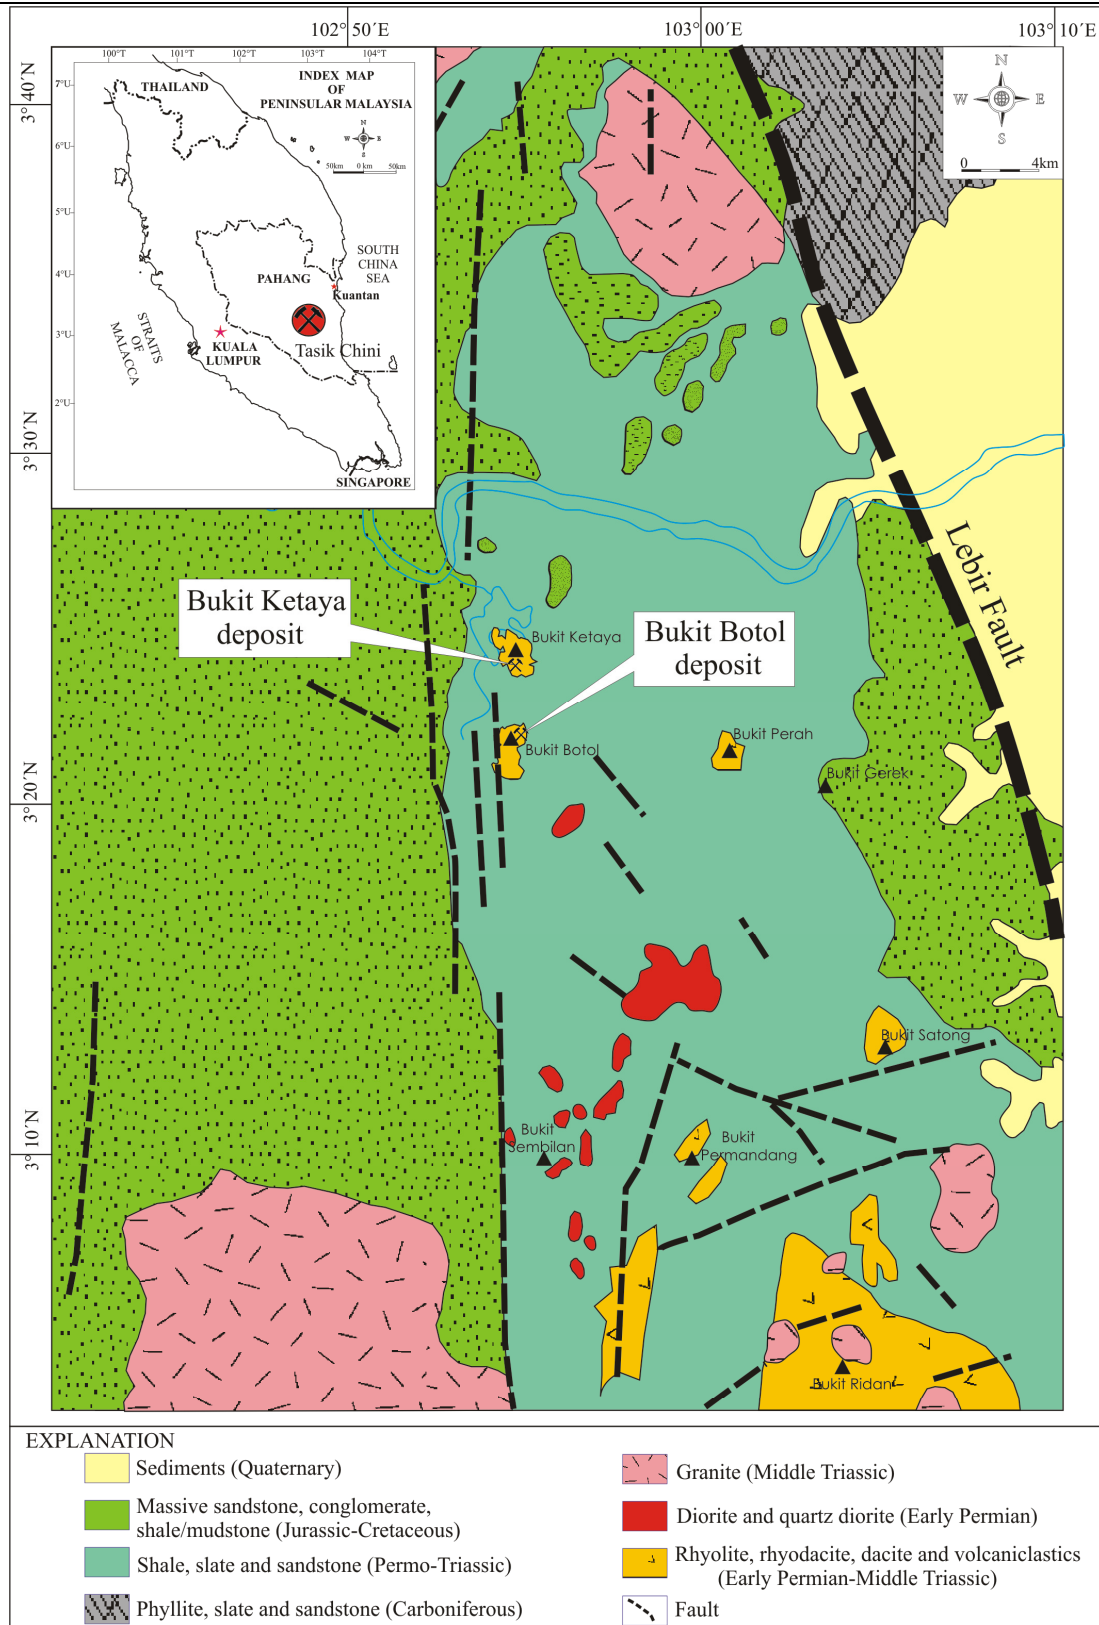 102°50´E
103°00´E
103°10´E
3°40´N
3°30´N
3°20´N
3°10´N
100°T
101°T
102°T
103°T
104°T
7°U
6°U
5°U
4°U
3°U
2°U
INDEX MAP
OF
PENINSULAR MALAYSIA
N
W
E
S
50km
0 km
50km
THAILAND
PAHANG
SOUTH
CHINA
SEA
Kuantan
STRAITS
OF
MALACCA
KUALA
LUMPUR
Tasik Chini
SINGAPORE
N
W
E
S
0
4km
Lebir Fault
Bukit Ketaya
deposit
Bukit Botol
deposit
Bukit Ketaya
Bukit Botol
Bukit Perah
Bukit Gerek
Bukit Satong
Bukit
Sembilan
Bukit
Permandang
Bukit Ridan
EXPLANATION
Sediments (Quaternary)
Massive sandstone, conglomerate,
shale/mudstone (Jurassic-Cretaceous)
Shale, slate and sandstone (Permo-Triassic)
Phyllite, slate and sandstone (Carboniferous)
Granite (Middle Triassic)
Diorite and quartz diorite (Early Permian)
Rhyolite, rhyodacite, dacite and volcaniclastics
(Early Permian-Middle Triassic)
Fault